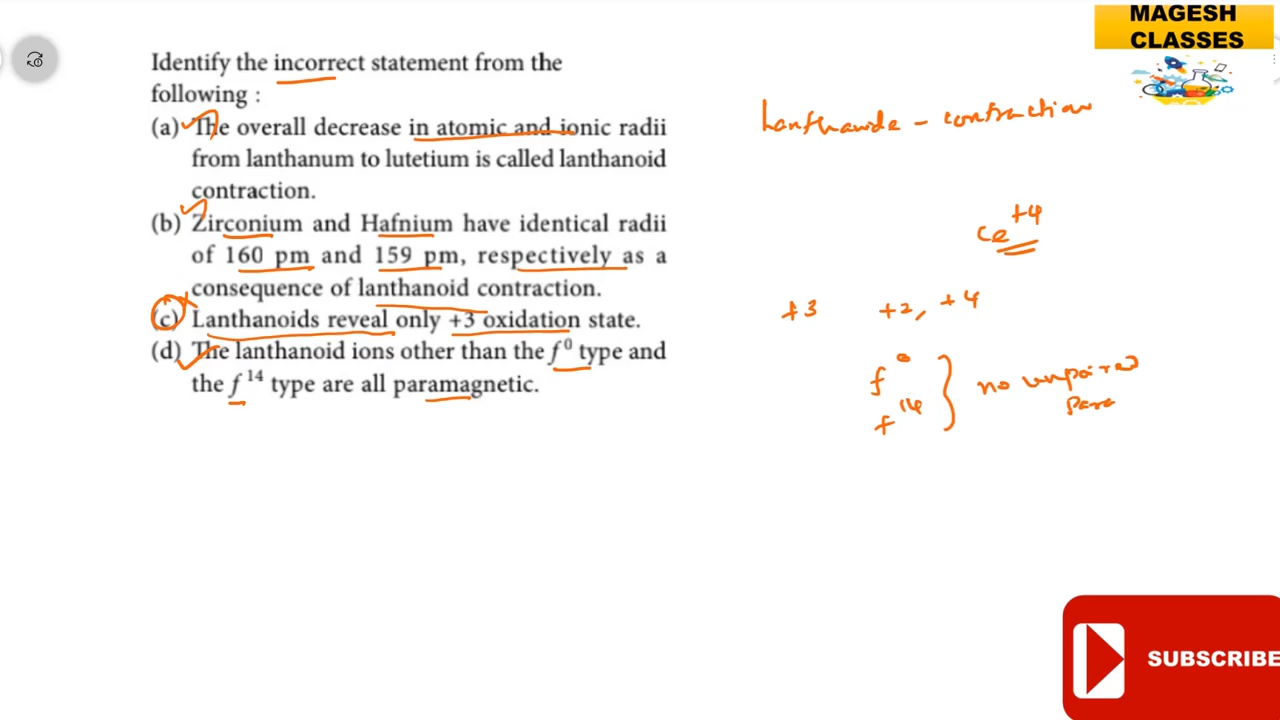 MAGESH
CLASSES
Identify the incorrect statement from the
following :
(a) The overall decrease in atomic and ionic radii
from lanthanum to lutetium is called lanthanoid
contraction.
(b) Zirconium and Hafnium have identical radii
of 160 pm and 159 pm, respectively as a
consequence of lanthanoid contraction.
(c) Lanthanoids reveal only +3 oxidation state.
(d) The lanthanoid ions other than the f⁰ type and
the f¹⁴ type are all paramagnetic.
Lanthanide - contraction
Ce⁺⁴
+3 +2, +4
f⁰
f¹⁴
no unpaired
para
SUBSCRIBE